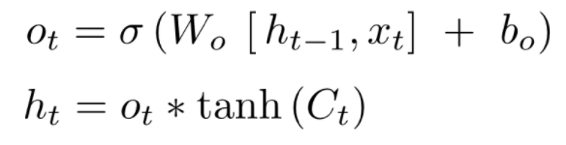 o_t = σ (W_o [h_{t−1}, x_t] + b_o)
h_t = o_t * tanh (C_t)